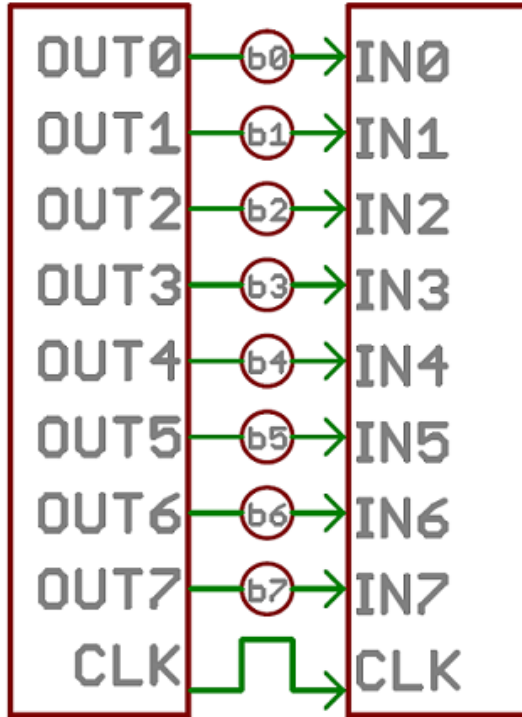 OUT0 b0 IN0
OUT1 b1 IN1
OUT2 b2 IN2
OUT3 b3 IN3
OUT4 b4 IN4
OUT5 b5 IN5
OUT6 b6 IN6
OUT7 b7 IN7
CLK CLK